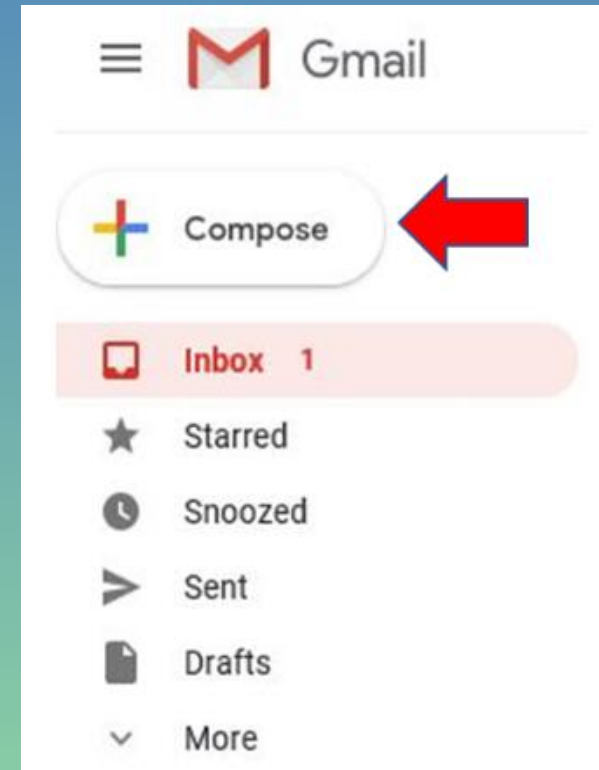 Gmail
Compose
Inbox 1
Starred
Snoozed
Sent
Drafts
More